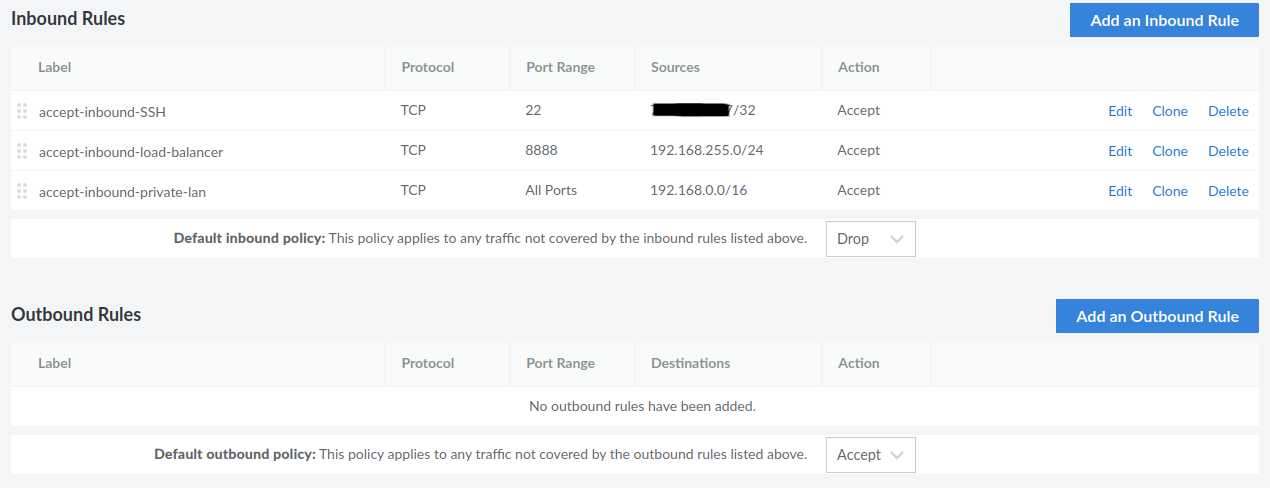 Inbound Rules
Add an Inbound Rule
Label Protocol Port Range Sources Action
accept-inbound-SSH TCP 22 /32 Accept Edit Clone Delete
accept-inbound-load-balancer TCP 8888 192.168.255.0/24 Accept Edit Clone Delete
accept-inbound-private-lan TCP All Ports 192.168.0.0/16 Accept Edit Clone Delete
Default inbound policy: This policy applies to any traffic not covered by the inbound rules listed above. Drop
Outbound Rules
Add an Outbound Rule
Label Protocol Port Range Destinations Action
No outbound rules have been added.
Default outbound policy: This policy applies to any traffic not covered by the outbound rules listed above. Accept